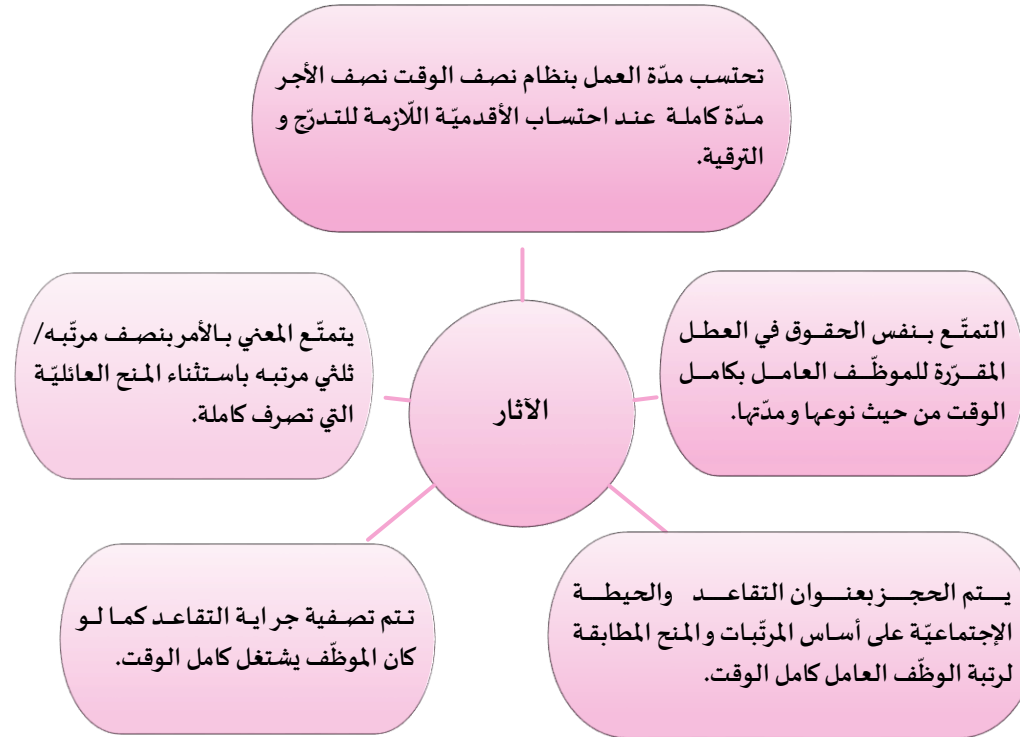 تحتسب مدّة العمل بنظام نصف الوقت نصف الأجر
مدّة كاملة عند احتساب الأقدميّة اللّازمة للتدرّج و
الترقية.
التمتّع بنفس الحقوق في العطل
المقرّرة للموظّف العامل بكامل
الوقت من حيث نوعها ومدّتها.
يتمتّع المعني بالأمر بنصف مرتّبه/
ثلثي مرتبه باستثناء المنح العائليّة
التي تصرف كاملة.
الآثار
يتم الحجز بعنوان التقاعد والحيطة
الإجتماعيّة على أساس المرتّبات والمنح المطابقة
لرتبة الوظّف العامل كامل الوقت.
تتم تصفية جراية التقاعد كما لو
كان الموظّف يشتغل كامل الوقت.